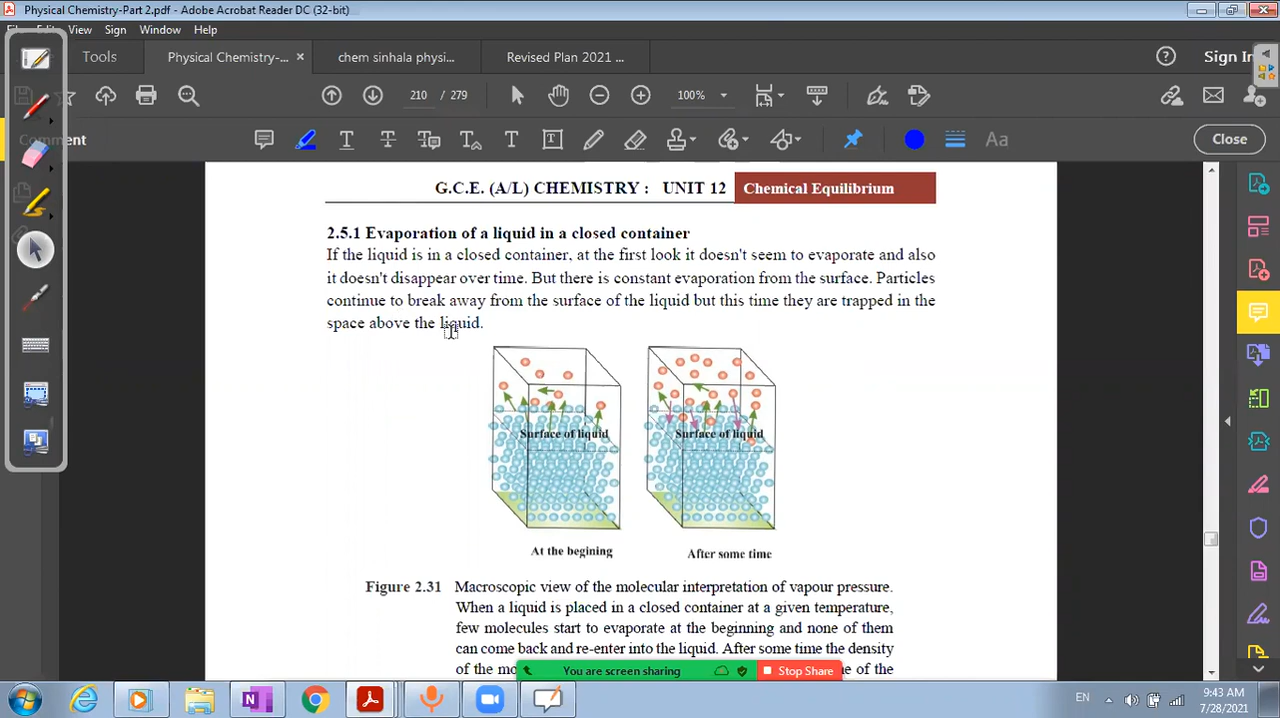 Physical Chemistry-Part 2.pdf - Adobe Acrobat Reader DC (32-bit)
View Sign Window Help
Tools Physical Chemistry-... × chem sinhala physi... Revised Plan 2021 ... Sign In
210 / 279 100%
Comment T T T T Aa Close
G.C.E. (A/L) CHEMISTRY : UNIT 12 Chemical Equilibrium
2.5.1 Evaporation of a liquid in a closed container
If the liquid is in a closed container, at the first look it doesn't seem to evaporate and also
it doesn't disappear over time. But there is constant evaporation from the surface. Particles
continue to break away from the surface of the liquid but this time they are trapped in the
space above the liquid.
Surface of liquid Surface of liquid
At the begining After some time
Figure 2.31 Macroscopic view of the molecular interpretation of vapour pressure.
When a liquid is placed in a closed container at a given temperature,
few molecules start to evaporate at the beginning and none of them
can come back and re-enter into the liquid. After some time the density
of the mo ne of the
You are screen sharing Stop Share
EN 9:43 AM
7/28/2021